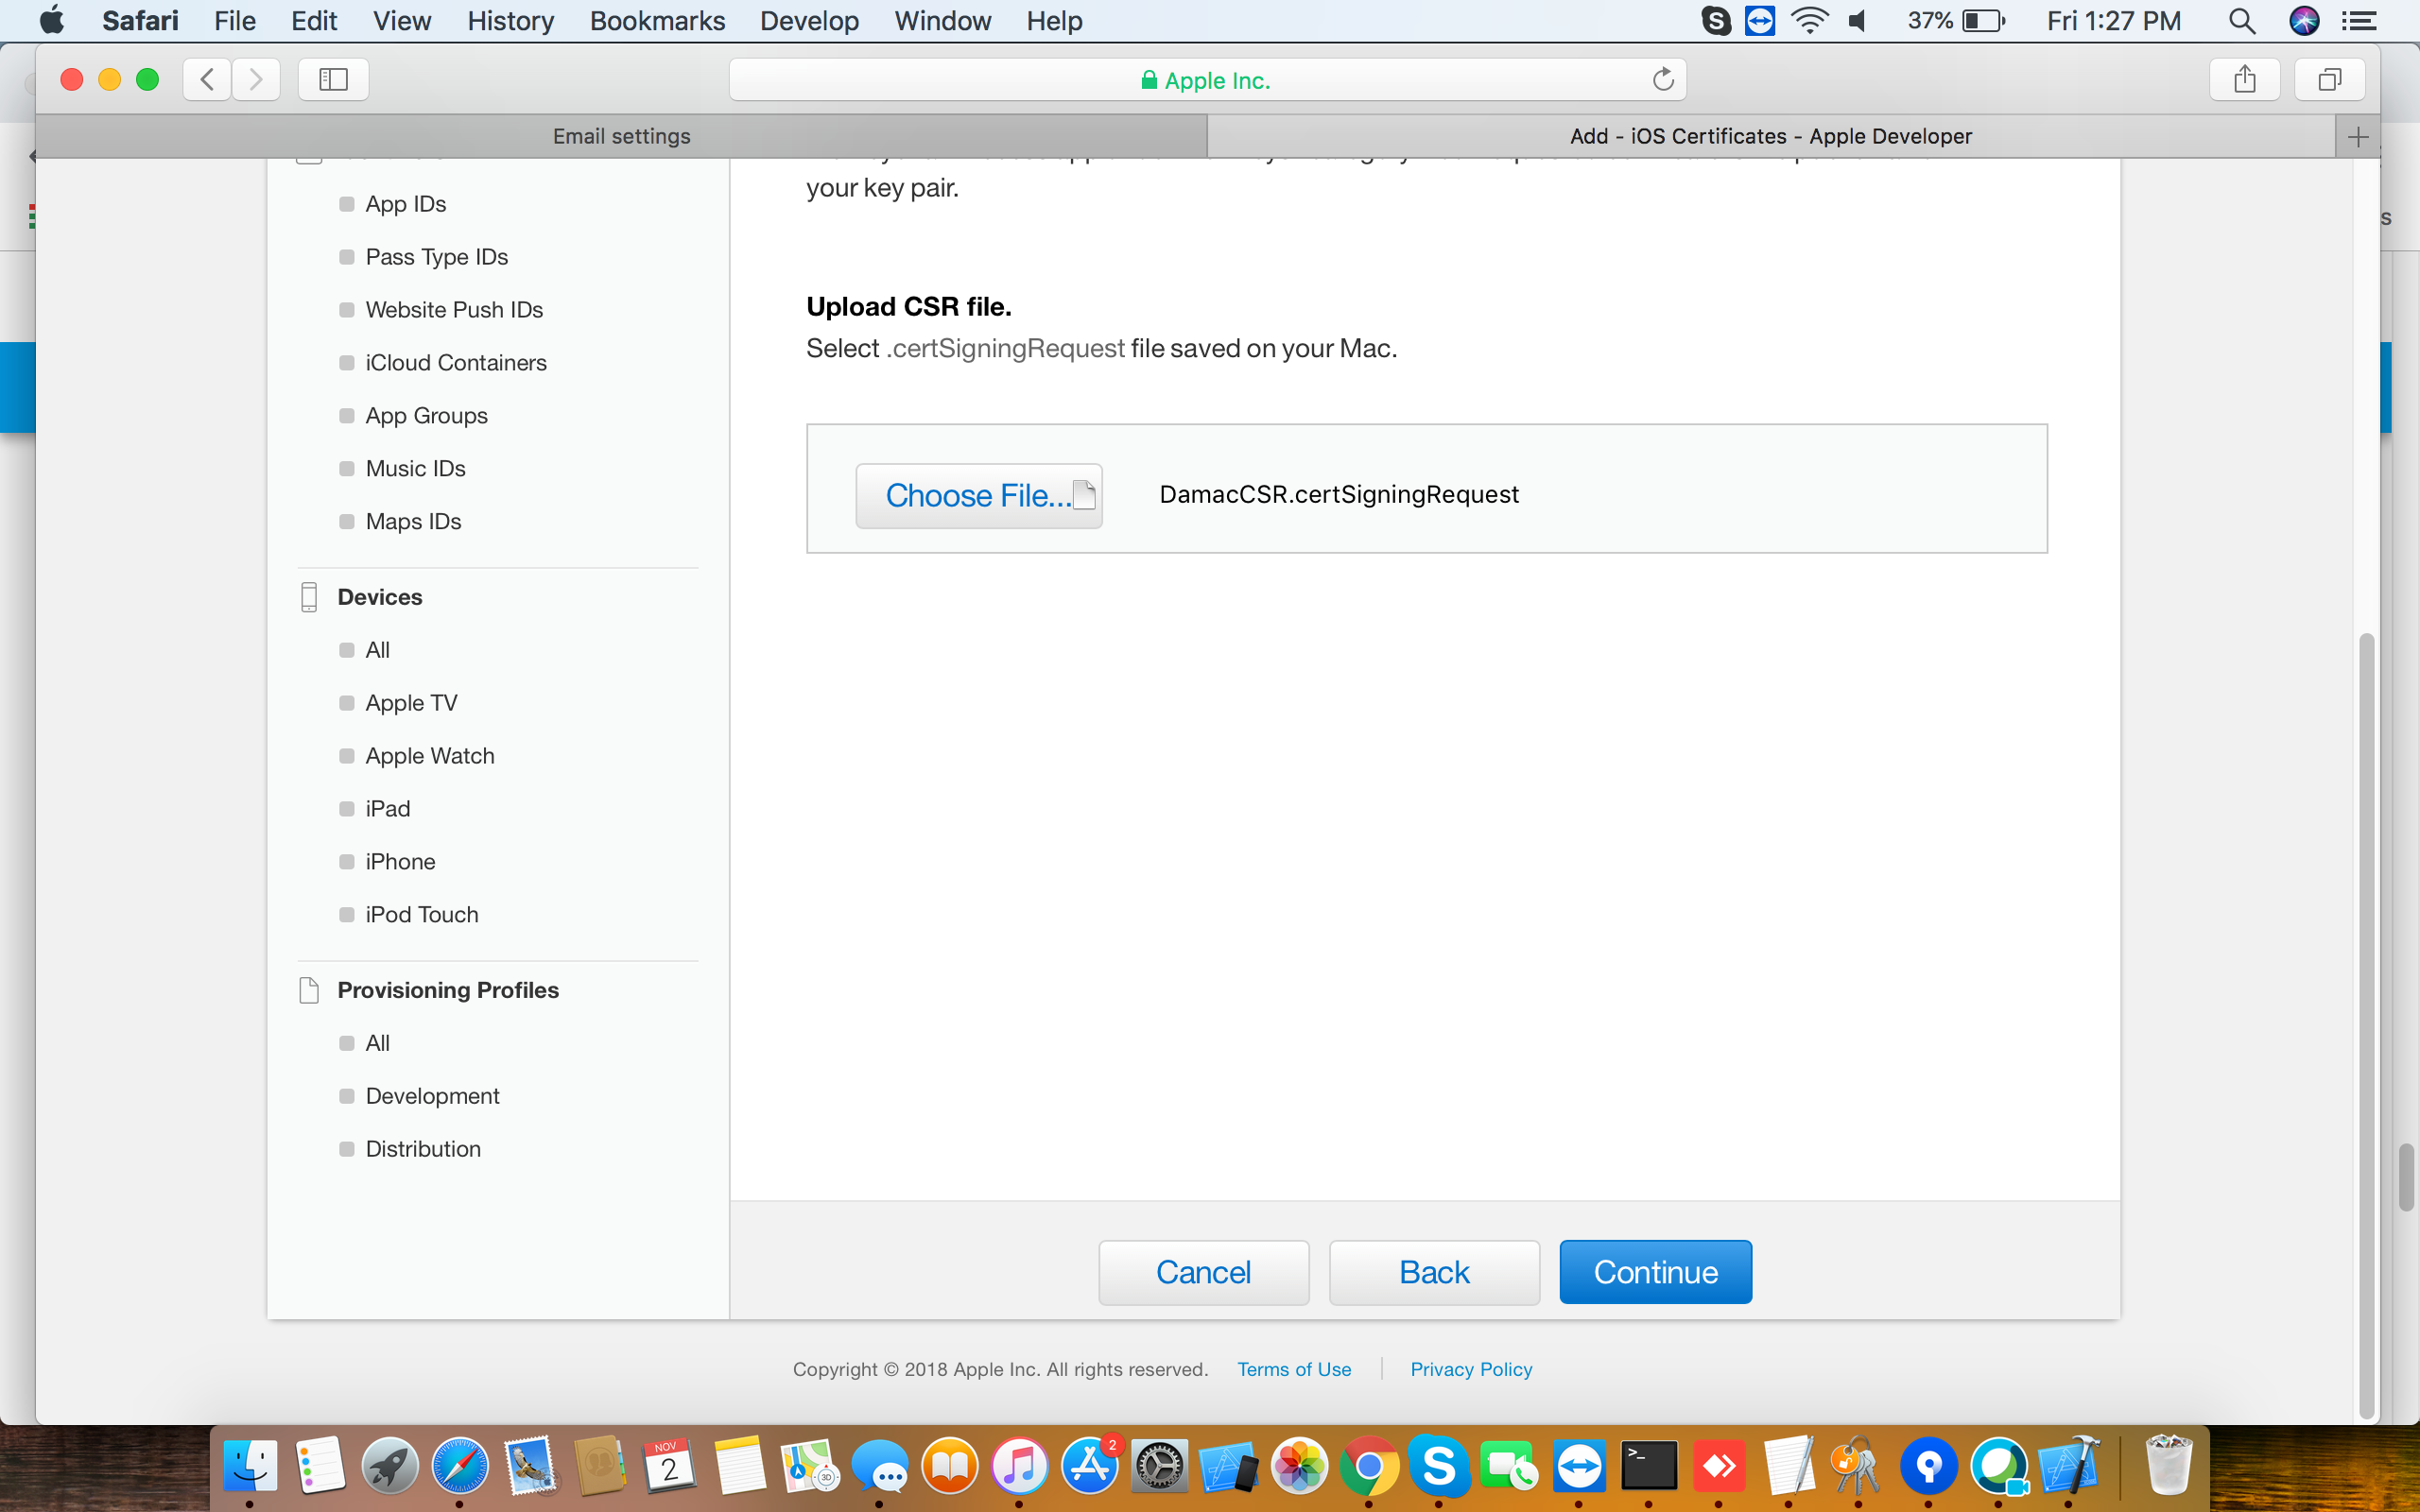 Safari File Edit View History Bookmarks Develop Window Help 37% Fri 1:27 PM
Apple Inc.
Email settings
Add - iOS Certificates - Apple Developer
App IDs
Pass Type IDs
Website Push IDs
iCloud Containers
App Groups
Music IDs
Maps IDs
Devices
All
Apple TV
Apple Watch
iPad
iPhone
iPod Touch
Provisioning Profiles
All
Development
Distribution
your key pair.
Upload CSR file.
Select .certSigningRequest file saved on your Mac.
Choose File...
DamacCSR.certSigningRequest
Cancel
Back
Continue
Copyright © 2018 Apple Inc. All rights reserved. Terms of Use Privacy Policy
NOV
2
3D
2
S
>_